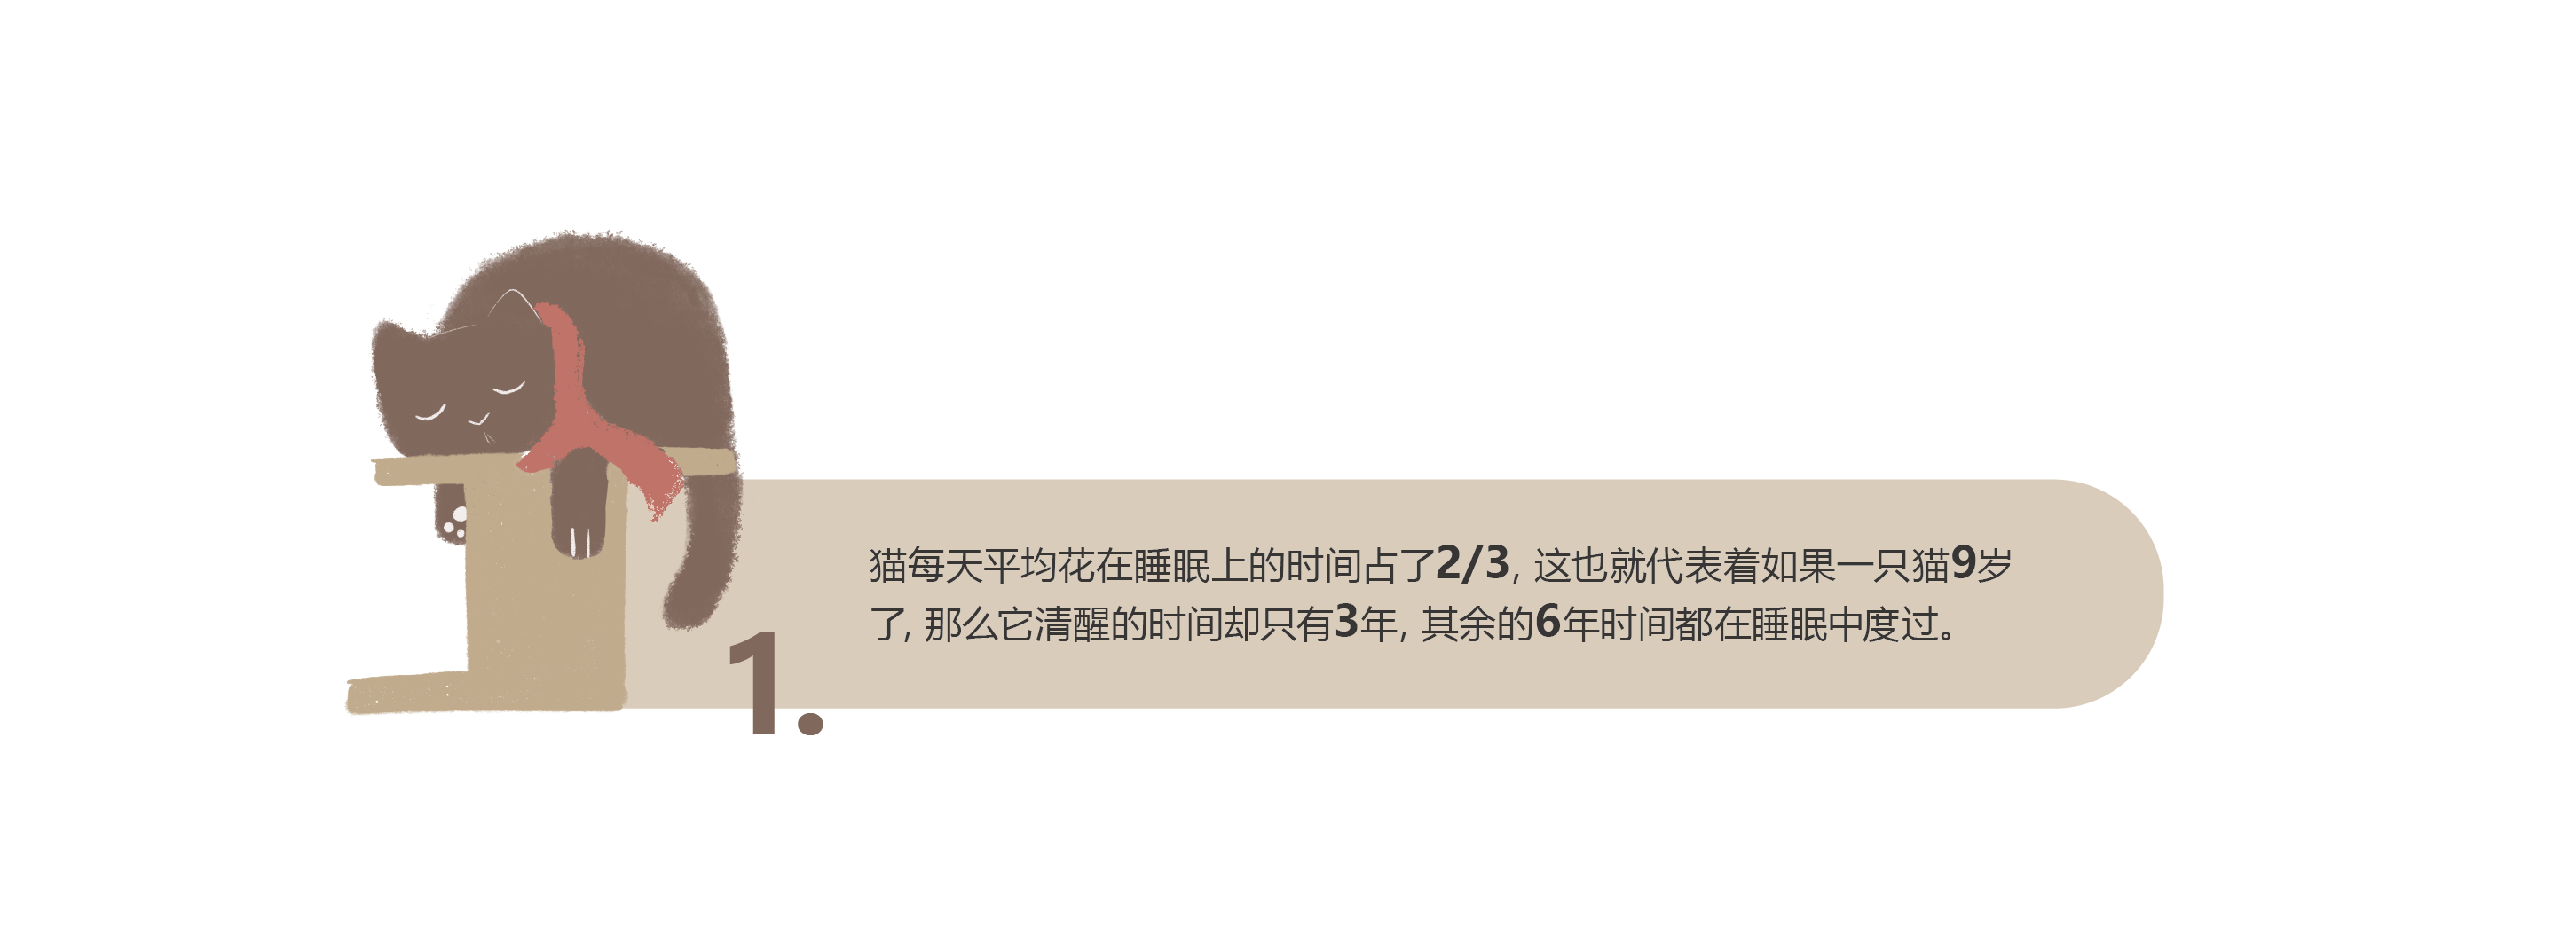 猫每天平均花在睡眠上的时间占了2/3, 这也就代表着如果一只猫9岁
了, 那么它清醒的时间却只有3年, 其余的6年时间都在睡眠中度过。
1.